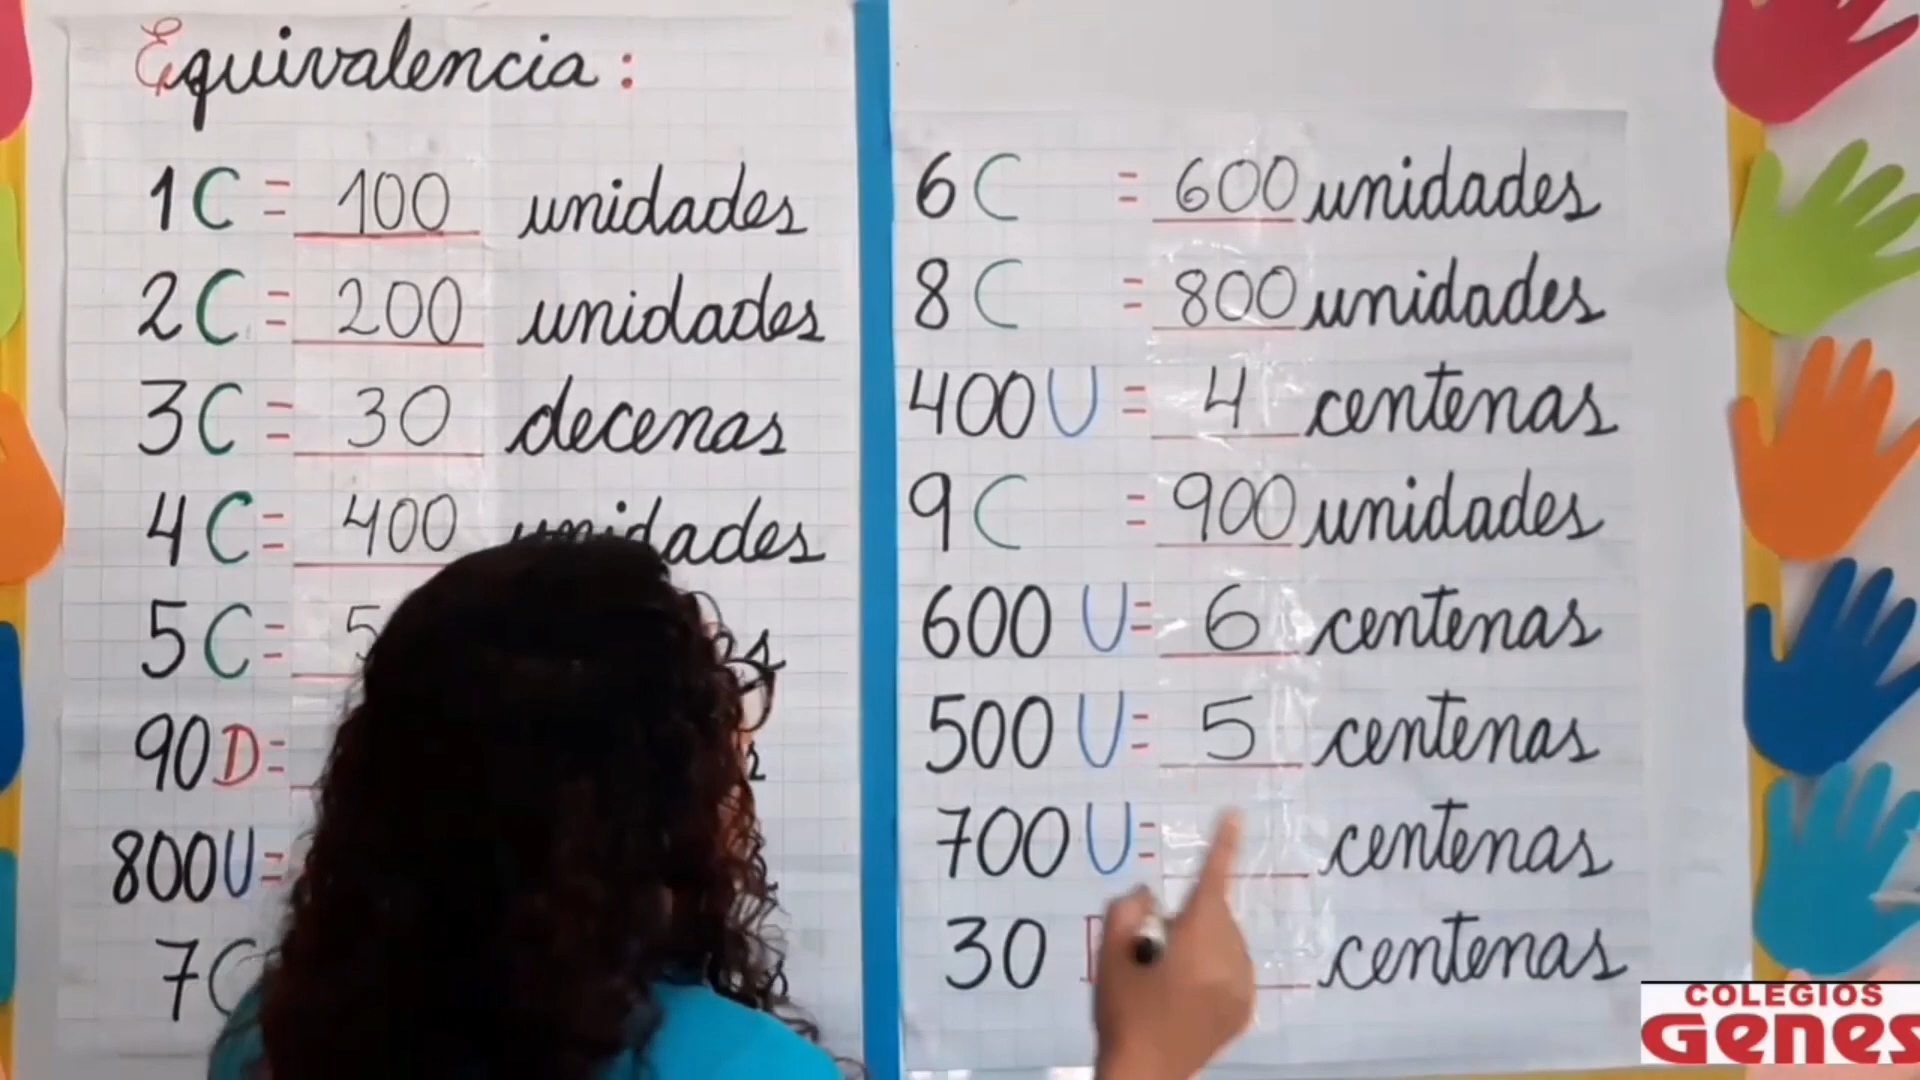 Equivalencia:
1C = 100 unidades
2C = 200 unidades
3C = 30 decenas
4C = 400 unidades
5C = 5
90D =
800U =
7C
6C = 600 unidades
8C = 800 unidades
400U = 4 centenas
9C = 900 unidades
600 U = 6 centenas
500 U = 5 centenas
700 U = centenas
30 centenas
COLEGIOS
GENES